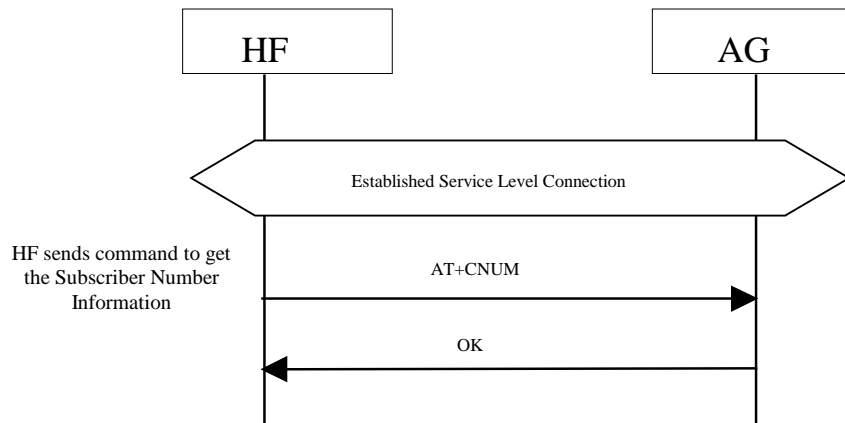 HF
AG
Established Service Level Connection
HF sends command to get
the Subscriber Number
Information
AT+CNUM
OK